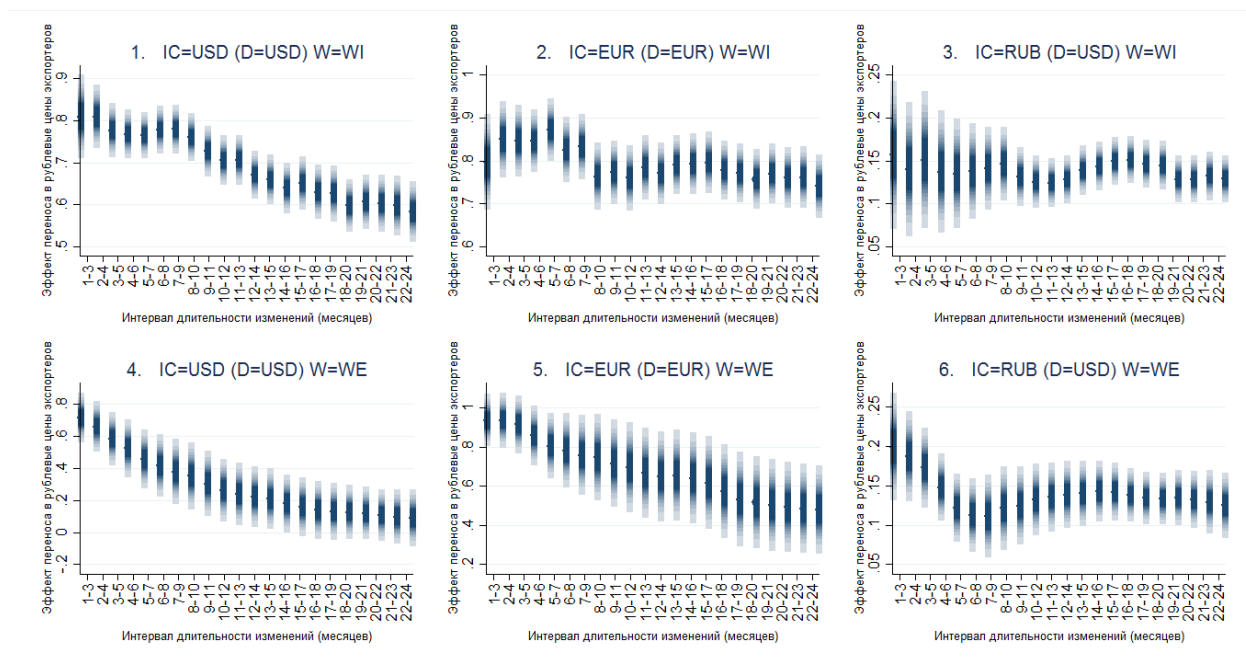 1. IC=USD (D=USD) W=WI
Эффект переноса в рублевые цены экспортеров
.9
.8
.7
.6
.5
1-3 2-4 3-5 4-6 5-7 6-8 7-9 8-10 9-11 10-12 11-13 12-14 13-15 14-16 15-17 16-18 17-19 18-20 19-21 20-22 21-23 22-24
Интервал длительности изменений (месяцев)
2. IC=EUR (D=EUR) W=WI
Эффект переноса в рублевые цены экспортеров
1
.9
.8
.7
.6
1-3 2-4 3-5 4-6 5-7 6-8 7-9 8-10 9-11 10-12 11-13 12-14 13-15 14-16 15-17 16-18 17-19 18-20 19-21 20-22 21-23 22-24
Интервал длительности изменений (месяцев)
3. IC=RUB (D=USD) W=WI
Эффект переноса в рублевые цены экспортеров
.25
.2
.15
.1
.05
1-3 2-4 3-5 4-6 5-7 6-8 7-9 8-10 9-11 10-12 11-13 12-14 13-15 14-16 15-17 16-18 17-19 18-20 19-21 20-22 21-23 22-24
Интервал длительности изменений (месяцев)
4. IC=USD (D=USD) W=WE
Эффект переноса в рублевые цены экспортеров
.8
.6
.4
.2
0
-.2
1-3 2-4 3-5 4-6 5-7 6-8 7-9 8-10 9-11 10-12 11-13 12-14 13-15 14-16 15-17 16-18 17-19 18-20 19-21 20-22 21-23 22-24
Интервал длительности изменений (месяцев)
5. IC=EUR (D=EUR) W=WE
Эффект переноса в рублевые цены экспортеров
1
.8
.6
.4
.2
1-3 2-4 3-5 4-6 5-7 6-8 7-9 8-10 9-11 10-12 11-13 12-14 13-15 14-16 15-17 16-18 17-19 18-20 19-21 20-22 21-23 22-24
Интервал длительности изменений (месяцев)
6. IC=RUB (D=USD) W=WE
Эффект переноса в рублевые цены экспортеров
.25
.2
.15
.1
.05
1-3 2-4 3-5 4-6 5-7 6-8 7-9 8-10 9-11 10-12 11-13 12-14 13-15 14-16 15-17 16-18 17-19 18-20 19-21 20-22 21-23 22-24
Интервал длительности изменений (месяцев)